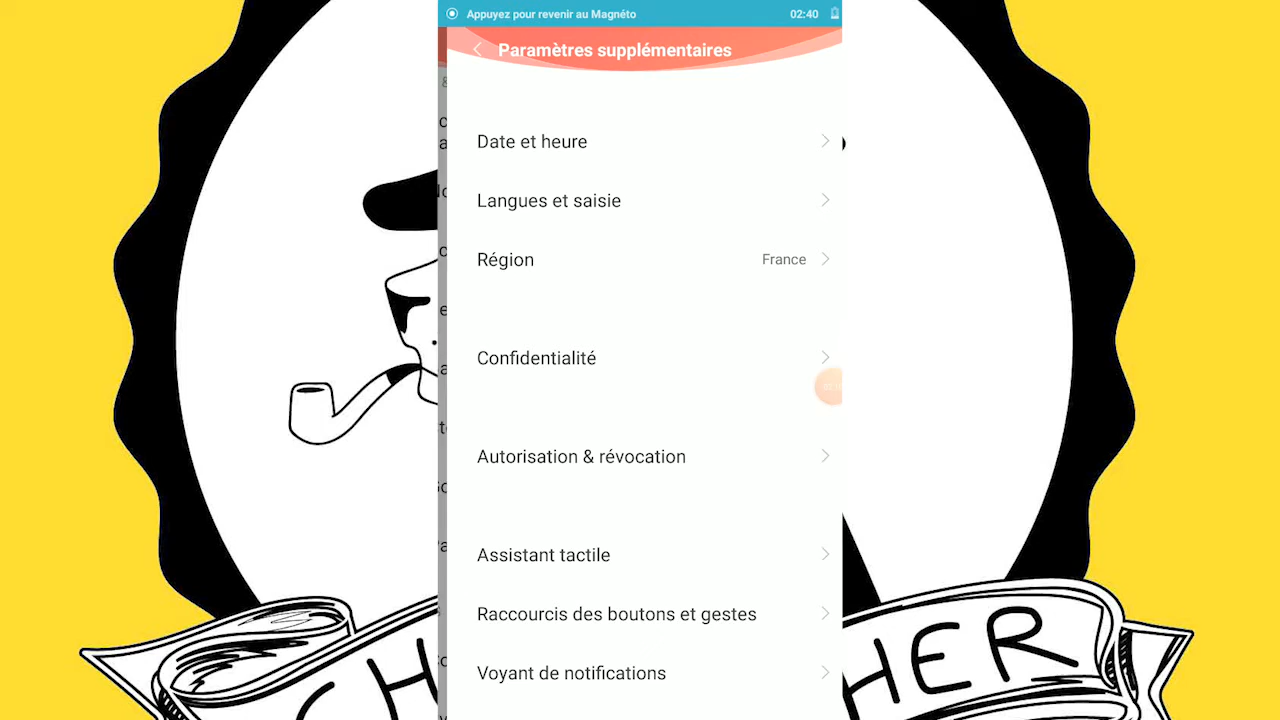 Appuyez pour revenir au Magnéto
02:40
Paramètres supplémentaires
Date et heure
Langues et saisie
Région
France
Confidentialité
Autorisation & révocation
Assistant tactile
Raccourcis des boutons et gestes
Voyant de notifications
CH
HER